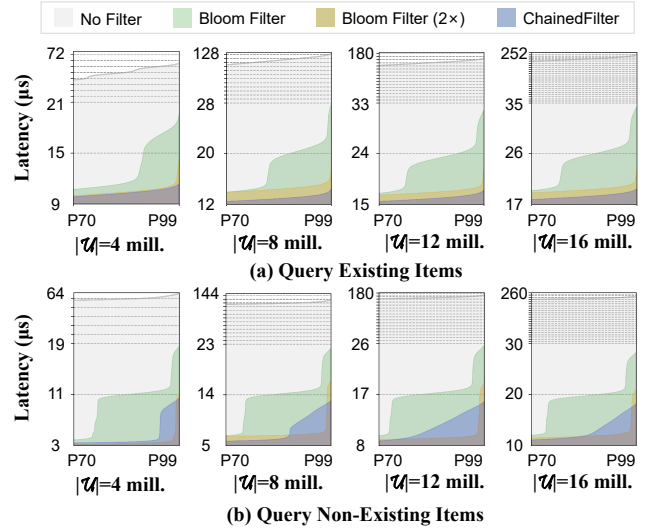 No Filter Bloom Filter Bloom Filter (2×) ChainedFilter
72 128 180 252
21 28 33 35
15 20 24 26
9 12 15 17
Latency (μs)
P70 P99 P70 P99 P70 P99 P70 P99
|𝓤|=4 mill. |𝓤|=8 mill. |𝓤|=12 mill. |𝓤|=16 mill.
(a) Query Existing Items
64 144 180 260
19 23 26 30
11 14 17 20
3 5 8 10
Latency (μs)
P70 P99 P70 P99 P70 P99 P70 P99
|𝓤|=4 mill. |𝓤|=8 mill. |𝓤|=12 mill. |𝓤|=16 mill.
(b) Query Non-Existing Items